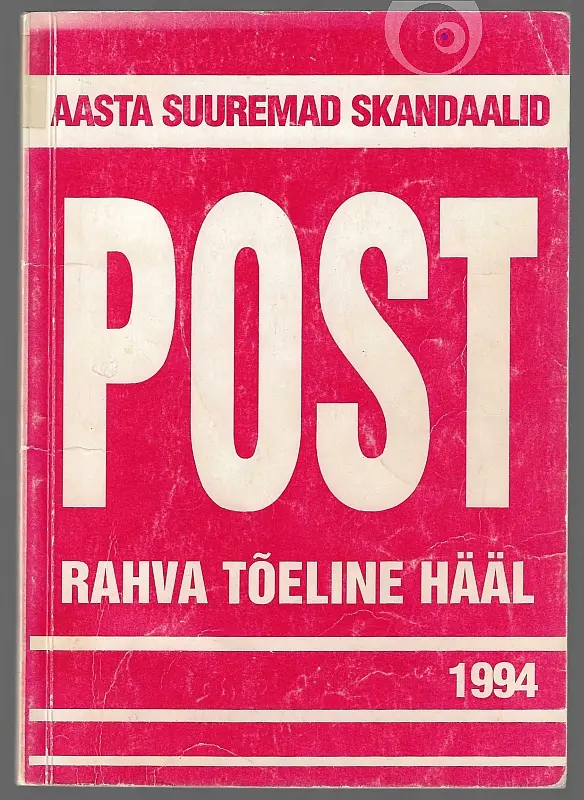 AASTA SUUREMAD SKANDAALID
POST
RAHVA TÕELINE HÄÄL
1994